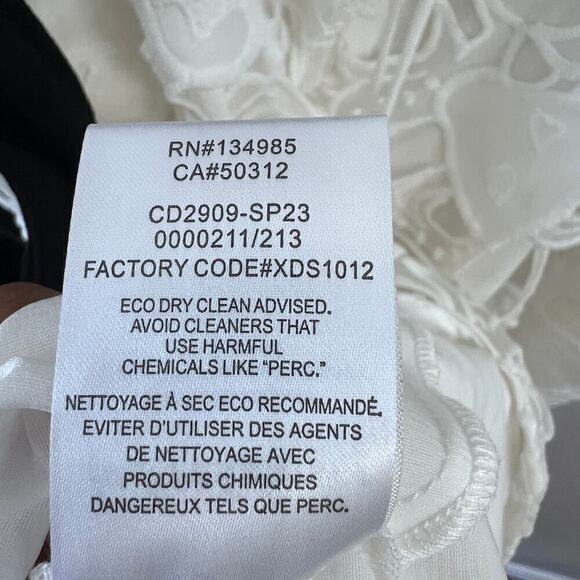 RN#134985
CA#50312
CD2909-SP23
0000211/213
FACTORY CODE#XDS1012
ECO DRY CLEAN ADVISED.
AVOID CLEANERS THAT
USE HARMFUL
CHEMICALS LIKE "PERC."
NETTOYAGE À SEC ECO RECOMMANDÉ.
EVITER D'UTILISER DES AGENTS
DE NETTOYAGE AVEC
PRODUITS CHIMIQUES
DANGEREUX TELS QUE PERC.